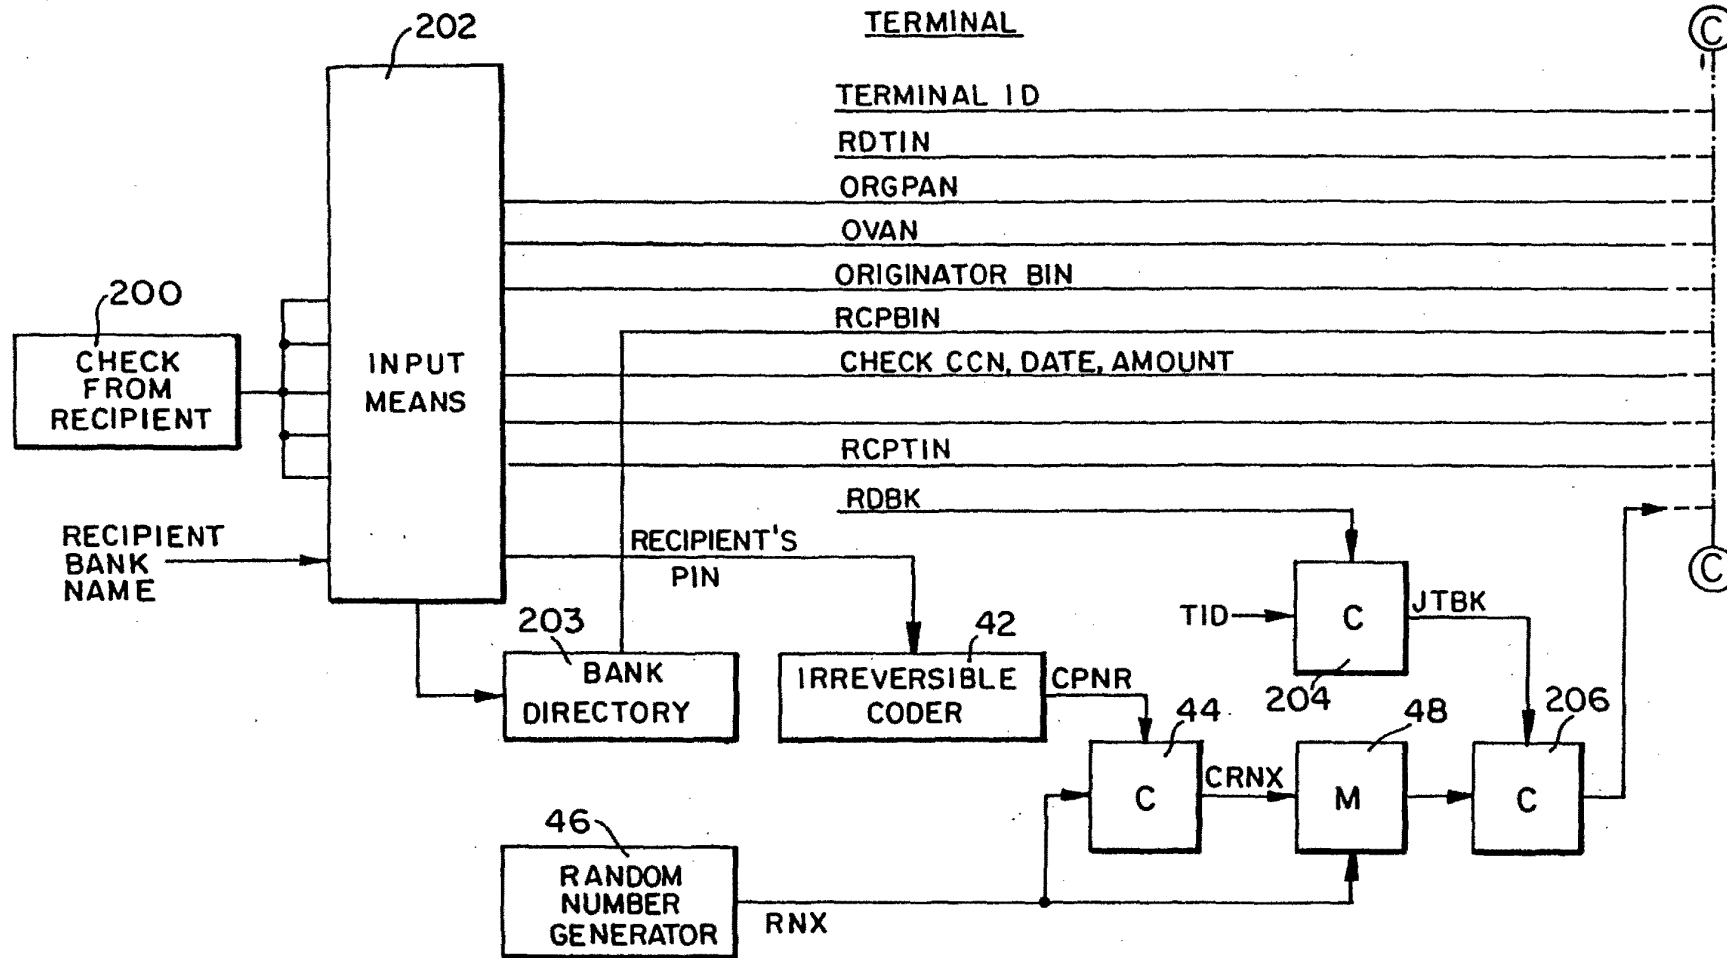 TERMINAL
202
C
TERMINAL ID
RDTIN
ORGPAN
OVAN
ORIGINATOR BIN
RCPBIN
CHECK CCN, DATE, AMOUNT
RCPTIN
RDBK
200
CHECK
FROM
RECIPIENT
INPUT
MEANS
RECIPIENT
BANK
NAME
RECIPIENT'S
PIN
C
203
BANK
DIRECTORY
42
IRREVERSIBLE
CODER
CPNR
TID
C
JTBK
204
44
C
CRNX
48
M
206
C
46
RANDOM
NUMBER
GENERATOR
RNX